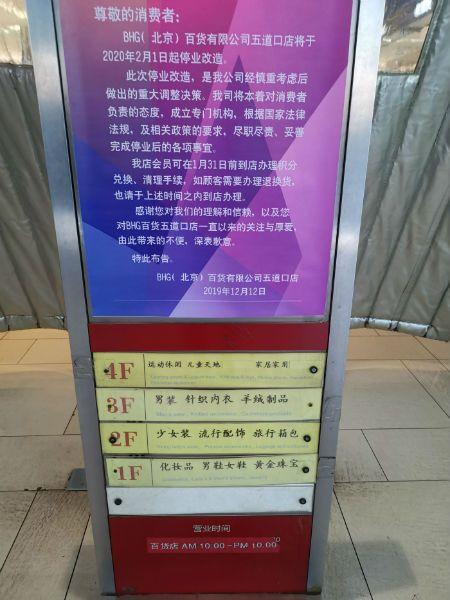 尊敬的消费者：
BHG（北京）百货有限公司五道口店将于
2020年2月1日起停业改造。
此次停业改造，是我公司经慎重考虑后
做出的重大调整决策。我司将本着对消费者
负责的态度，成立专门机构，根据国家法律
法规，及相关政策的要求，尽职尽责、妥善
完成停业后的各项事宜。
我店会员可在1月31日前到店办理积分
兑换、清理手续，如顾客需要办理退换货，
也请于上述时间之内到店办理。
感谢您对我们的理解和信赖，以及您
对BHG百货五道口店一直以来的关注与厚爱，
由此带来的不便，深表歉意。
特此布告。
BHG（北京）百货有限公司五道口店
2019年12月12日
4F 运动休闲 儿童天地 家居家用
3F 男装 针织内衣 羊绒制品
2F 少女装 流行配饰 旅行箱包
1F 化妆品 男鞋女鞋 黄金珠宝
营业时间
百货店 AM 10:00-PM 10:00